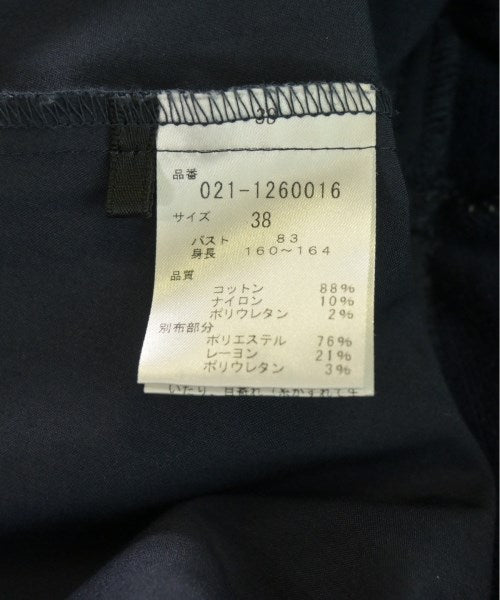 38
品番
021-1260016
サイズ 38
バスト 83
身長 160～164
品質
コットン 88%
ナイロン 10%
ポリウレタン 2%
別布部分
ポリエステル 76%
レーヨン 21%
ポリウレタン 3%